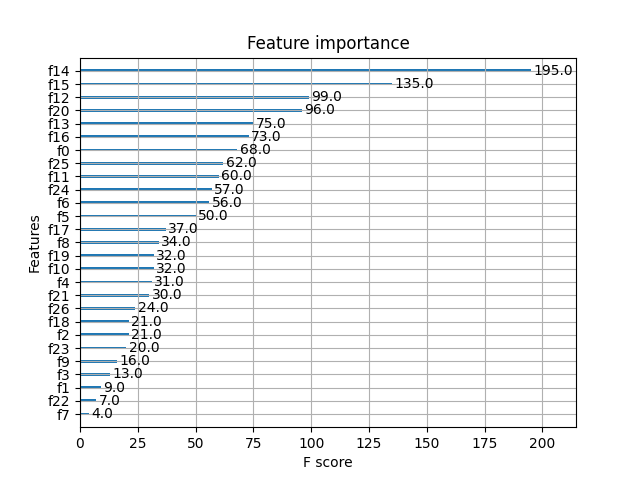 Feature importance
f14 195.0
f15 135.0
f12 99.0
f20 96.0
f13 75.0
f16 73.0
f0 68.0
f25 62.0
f11 60.0
f24 57.0
f6 56.0
f5 50.0
f17 37.0
f8 34.0
f19 32.0
f10 32.0
f4 31.0
f21 30.0
f26 24.0
f18 21.0
f2 21.0
f23 20.0
f9 16.0
f3 13.0
f1 9.0
f22 7.0
f7 4.0
Features
0 25 50 75 100 125 150 175 200
F score